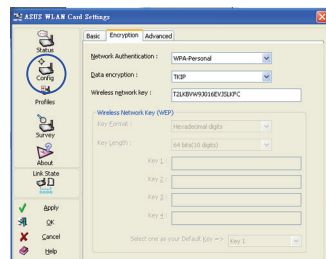 ASUS WLAN Card Settings
Status
Config
Profiles
Survey
About
Link State
Apply
OK
Cancel
Help
Basic Encryption Advanced
Network Authentication : WPA-Personal
Data encryption : TKIP
Wireless network key : T2LKBVW9J016EVJSLKFC
Wireless Network Key (WEP)
Key Format : Hexadecimal digits
Key Length : 64 bits(10 digits)
Key 1 :
Key 2 :
Key 3 :
Key 4 :
Select one as your Default Key => Key 1